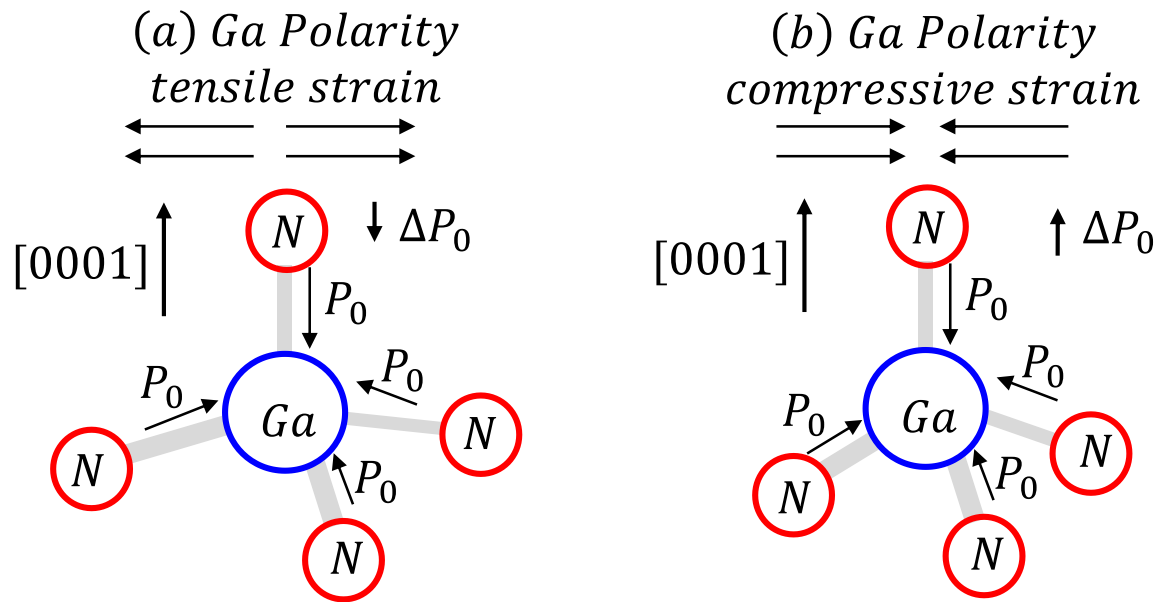 (a) Ga Polarity
tensile strain
[0001]
N
ΔP₀
P₀
P₀
P₀
Ga
N
N
P₀
N
(b) Ga Polarity
compressive strain
[0001]
N
ΔP₀
P₀
P₀
P₀
Ga
N
N
P₀
N